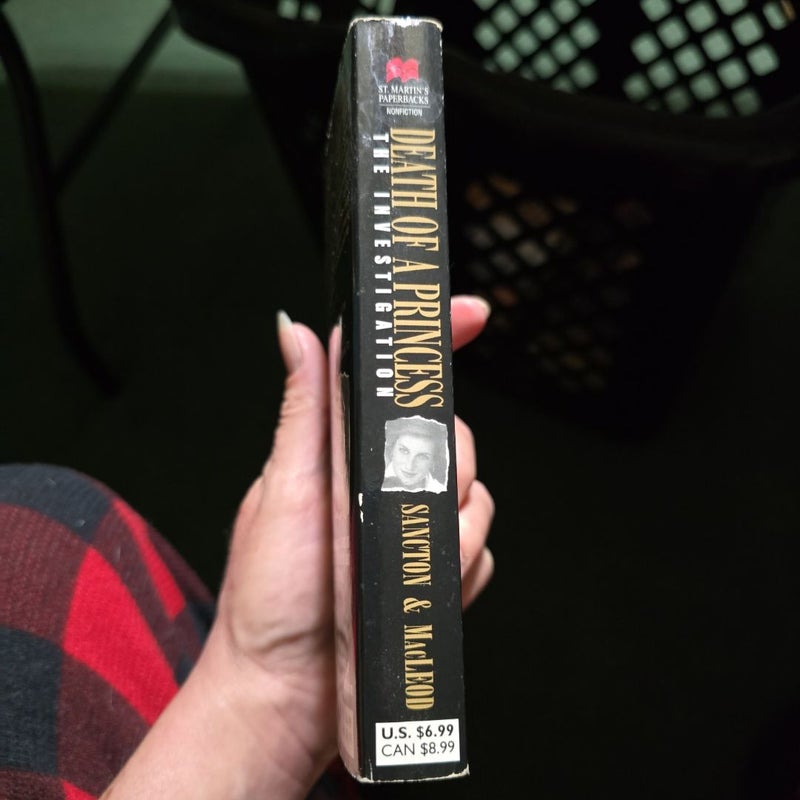 ST. MARTIN'S
PAPERBACKS
NONFICTION
DEATH OF A PRINCESS
THE INVESTIGATION
SANCTON & MACLEOD
U.S. $6.99
CAN $8.99